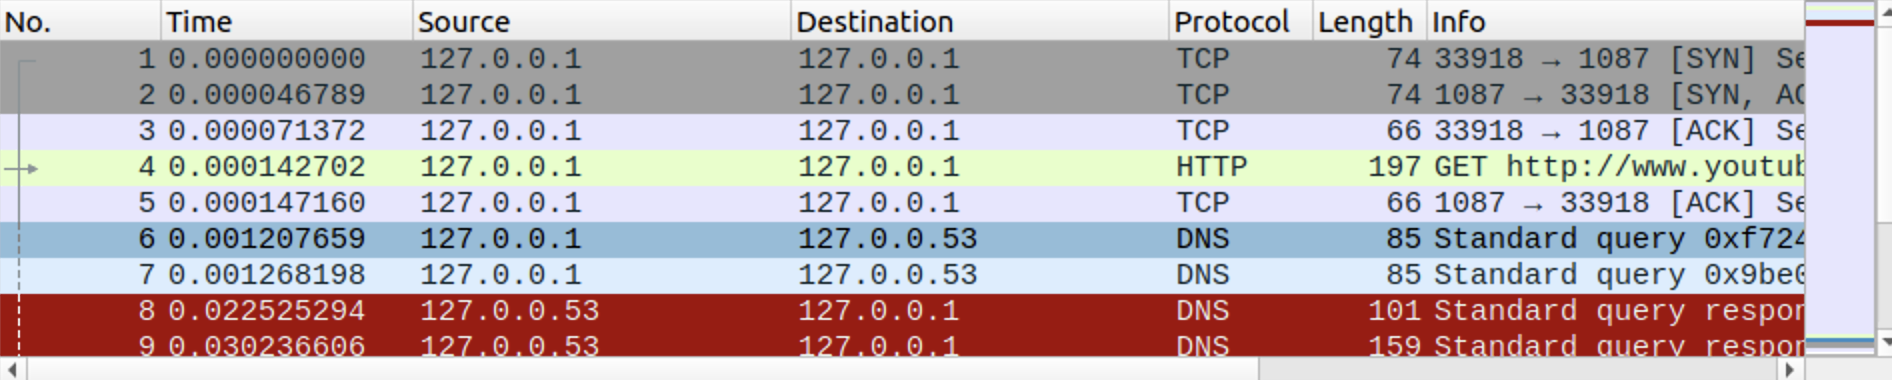 No. Time Source Destination Protocol Length Info
1 0.000000000 127.0.0.1 127.0.0.1 TCP 74 33918 → 1087 [SYN] Se
2 0.000046789 127.0.0.1 127.0.0.1 TCP 74 1087 → 33918 [SYN, AC
3 0.000071372 127.0.0.1 127.0.0.1 TCP 66 33918 → 1087 [ACK] Se
4 0.000142702 127.0.0.1 127.0.0.1 HTTP 197 GET http://www.youtub
5 0.000147160 127.0.0.1 127.0.0.1 TCP 66 1087 → 33918 [ACK] Se
6 0.001207659 127.0.0.1 127.0.0.53 DNS 85 Standard query 0xf724
7 0.001268198 127.0.0.1 127.0.0.53 DNS 85 Standard query 0x9be0
8 0.022525294 127.0.0.53 127.0.0.1 DNS 101 Standard query respon
9 0.030236606 127.0.0.53 127.0.0.1 DNS 159 Standard query respon